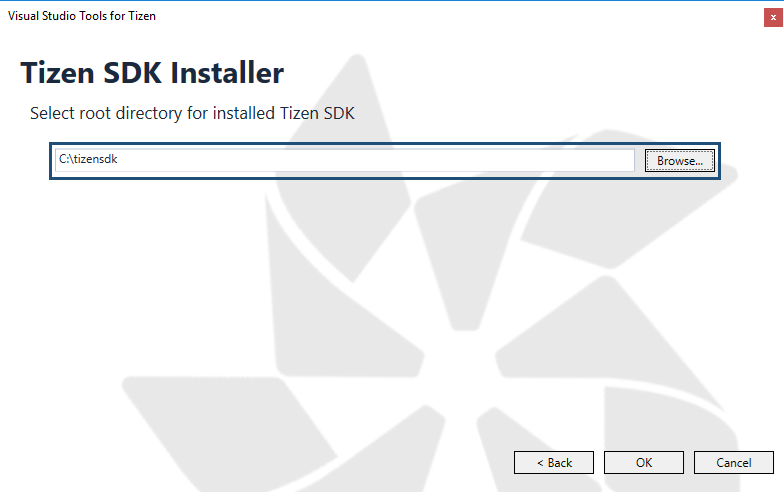 Visual Studio Tools for Tizen
x
Tizen SDK Installer
Select root directory for installed Tizen SDK
C:\tizensdk
Browse...
< Back
OK
Cancel